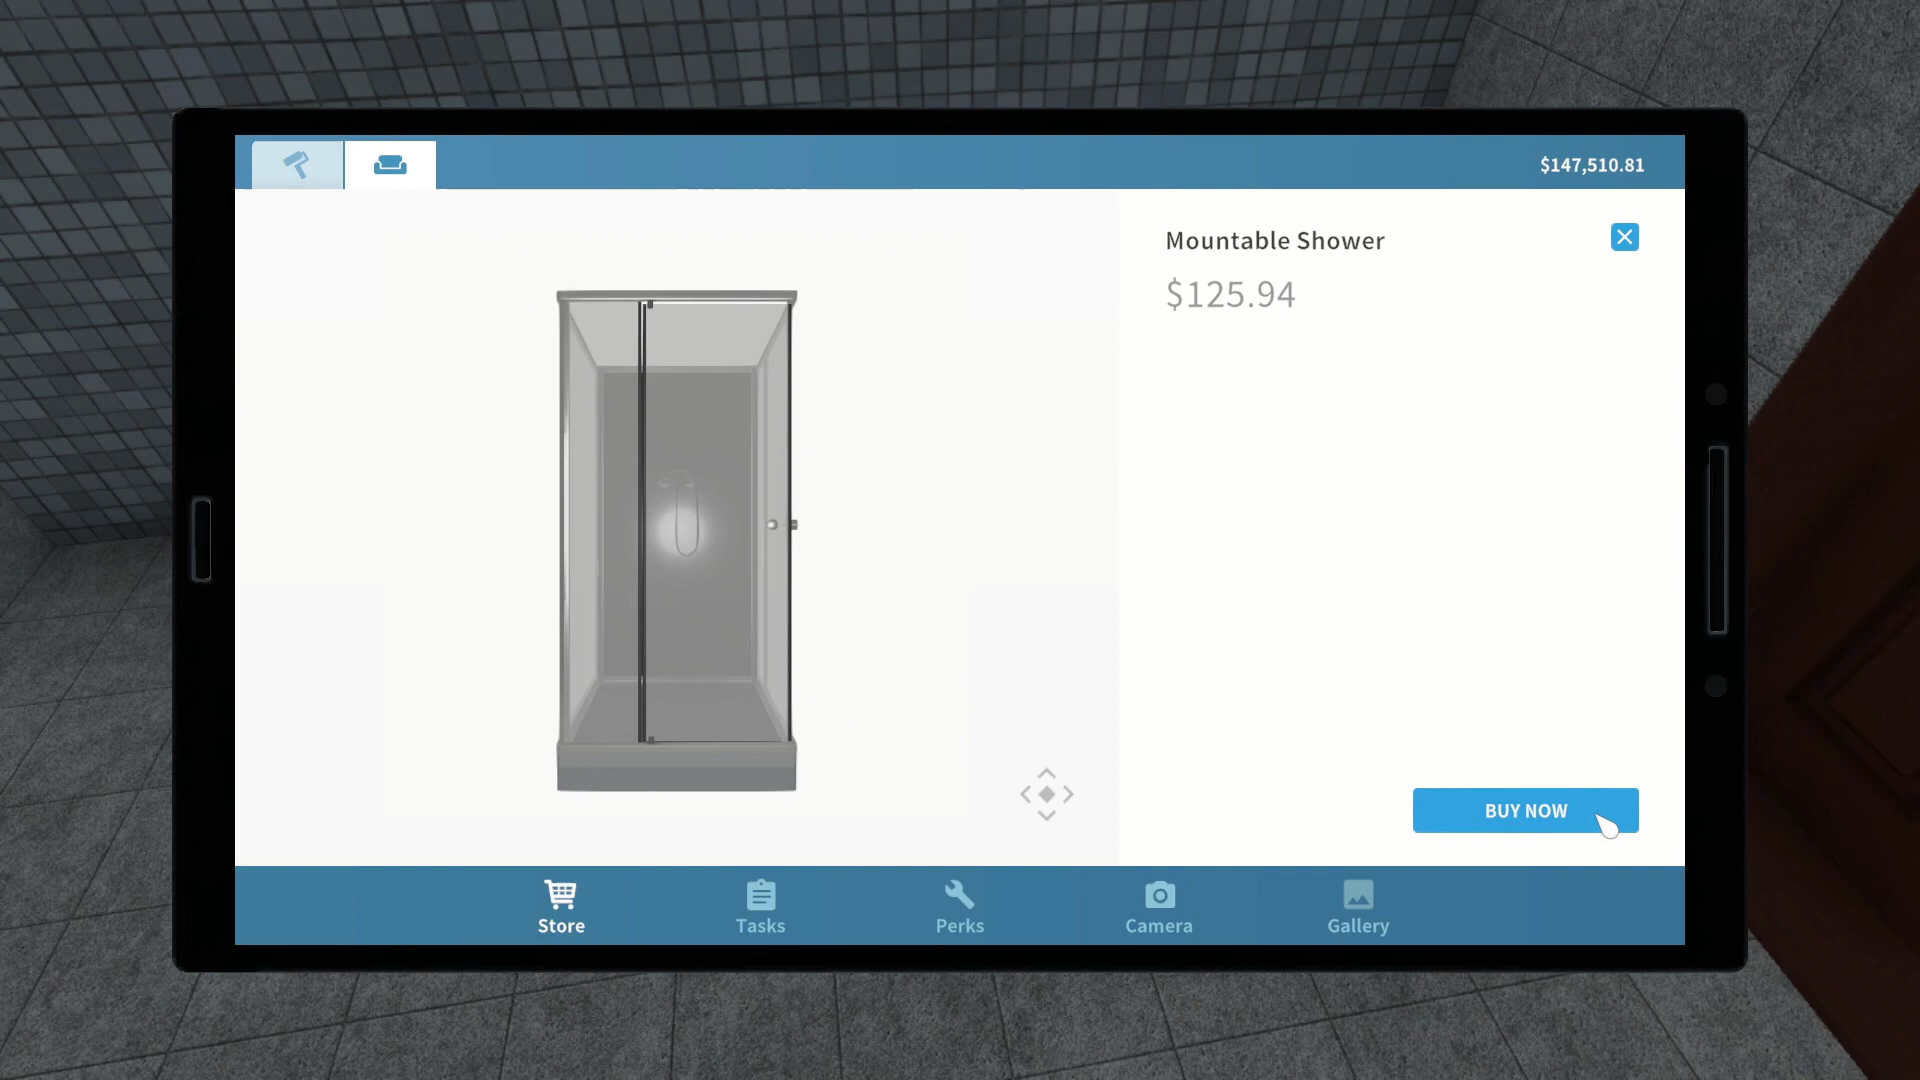 $147,510.81
Mountable Shower
$125.94
BUY NOW
Store
Tasks
Perks
Camera
Gallery